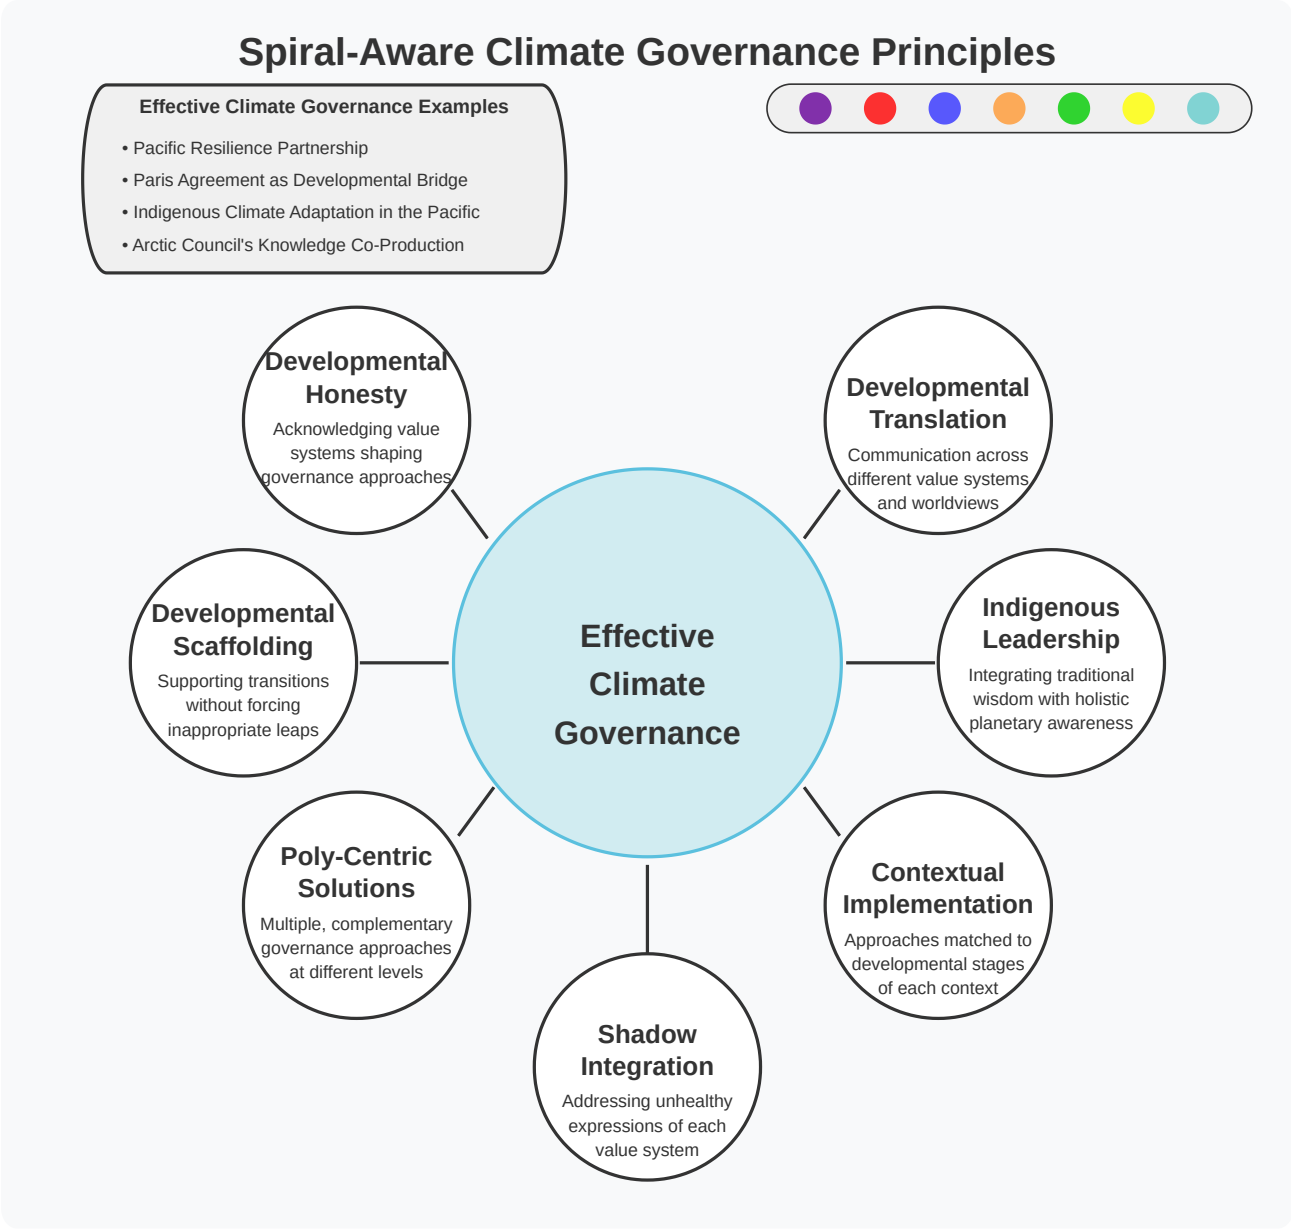 Spiral-Aware Climate Governance Principles
Effective Climate Governance Examples
• Pacific Resilience Partnership
• Paris Agreement as Developmental Bridge
• Indigenous Climate Adaptation in the Pacific
• Arctic Council's Knowledge Co-Production
Developmental
Honesty
Acknowledging value
systems shaping
governance approaches
Developmental
Translation
Communication across
different value systems
and worldviews
Developmental
Scaffolding
Supporting transitions
without forcing
inappropriate leaps
Effective
Climate
Governance
Indigenous
Leadership
Integrating traditional
wisdom with holistic
planetary awareness
Poly-Centric
Solutions
Multiple, complementary
governance approaches
at different levels
Contextual
Implementation
Approaches matched to
developmental stages
of each context
Shadow
Integration
Addressing unhealthy
expressions of each
value system